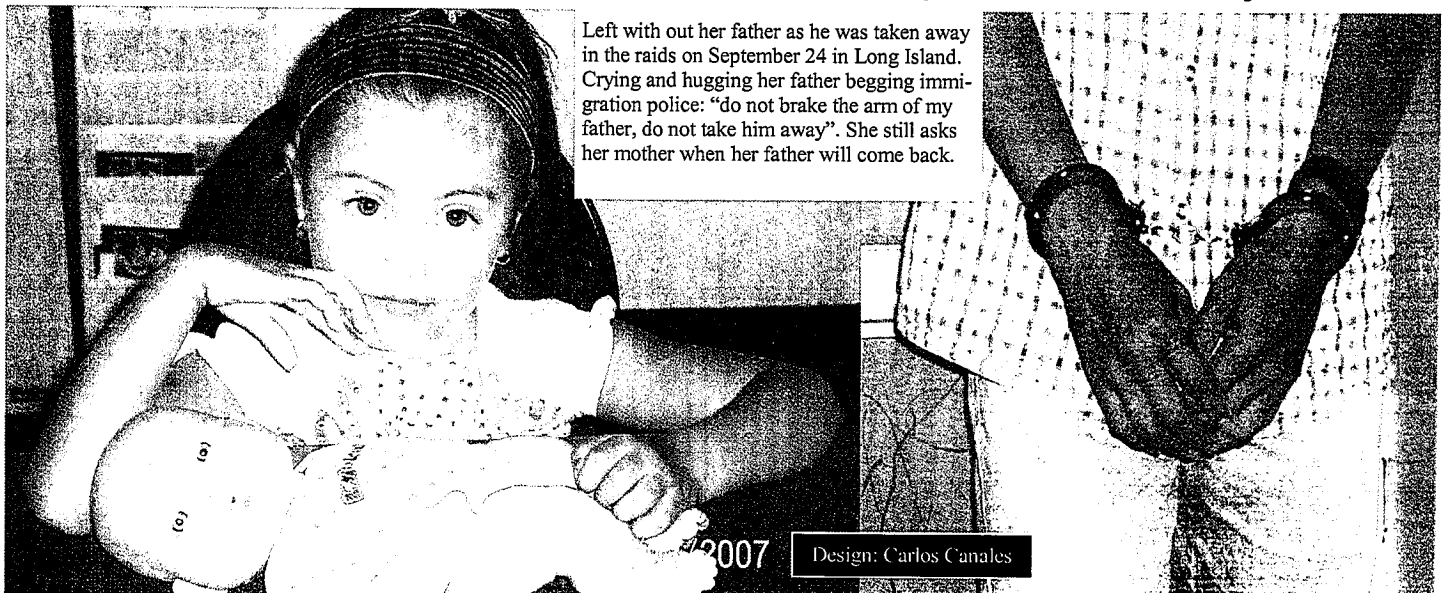 Left with out her father as he was taken away
in the raids on September 24 in Long Island.
Crying and hugging her father begging immi-
gration police: “do not brake the arm of my
father, do not take him away”. She still asks
her mother when her father will come back.
/2007
Design: Carlos Canales